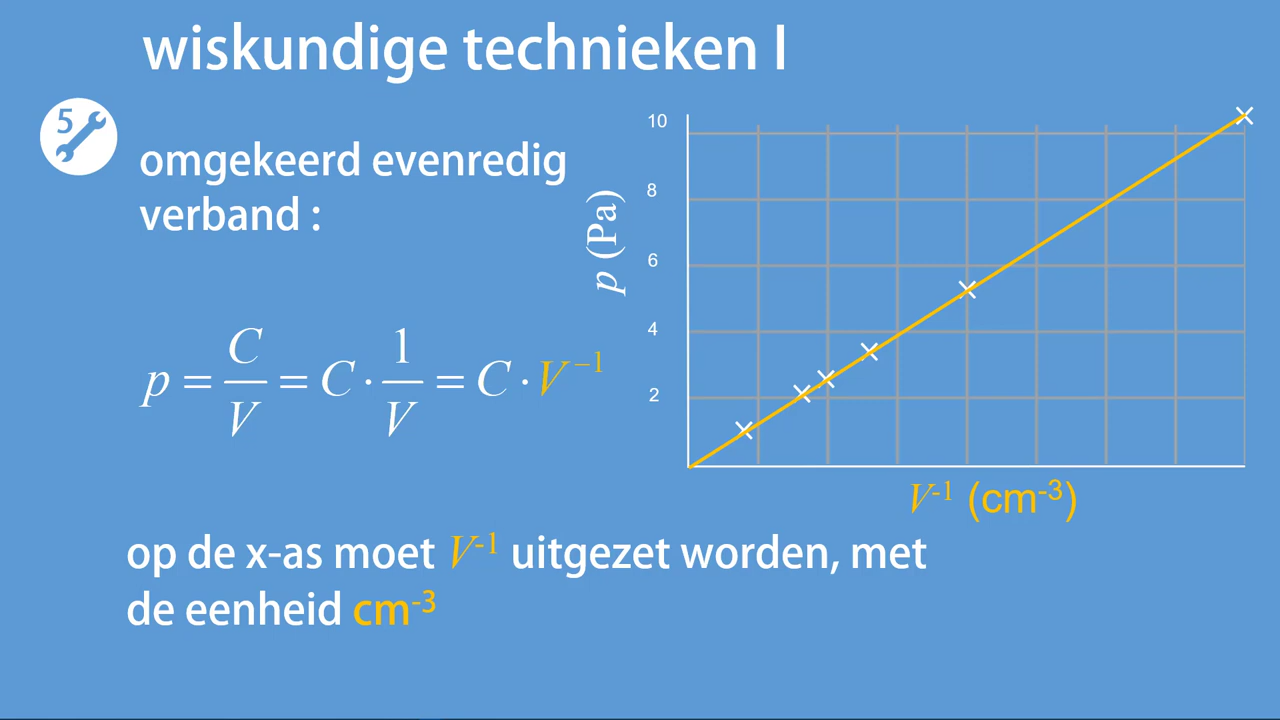 wiskundige technieken I
5
omgekeerd evenredig
verband :
p = C/V = C · 1/V = C · V⁻¹
p (Pa)
10
8
6
4
2
V⁻¹ (cm⁻³)
op de x-as moet V⁻¹ uitgezet worden, met
de eenheid cm⁻³